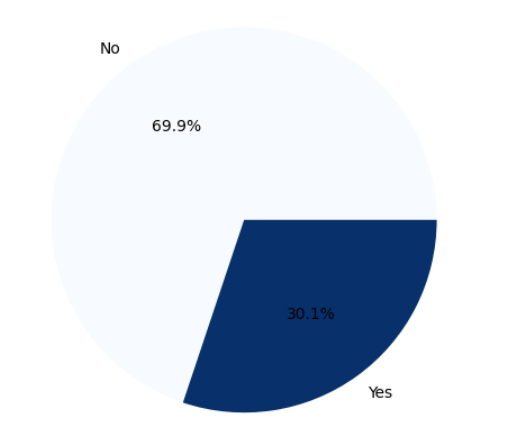 No
69.9%
30.1%
Yes